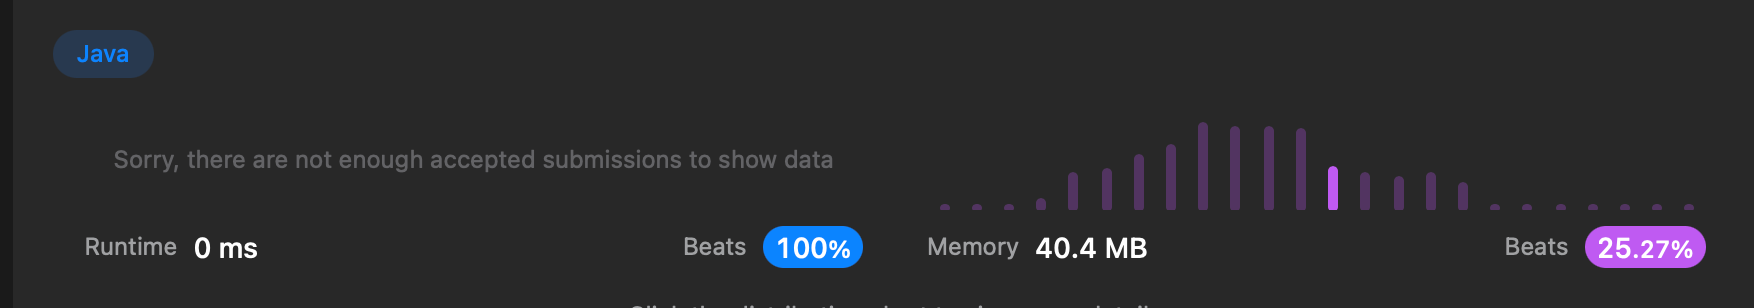 Java
Sorry, there are not enough accepted submissions to show data
Runtime 0 ms Beats 100% Memory 40.4 MB Beats 25.27%